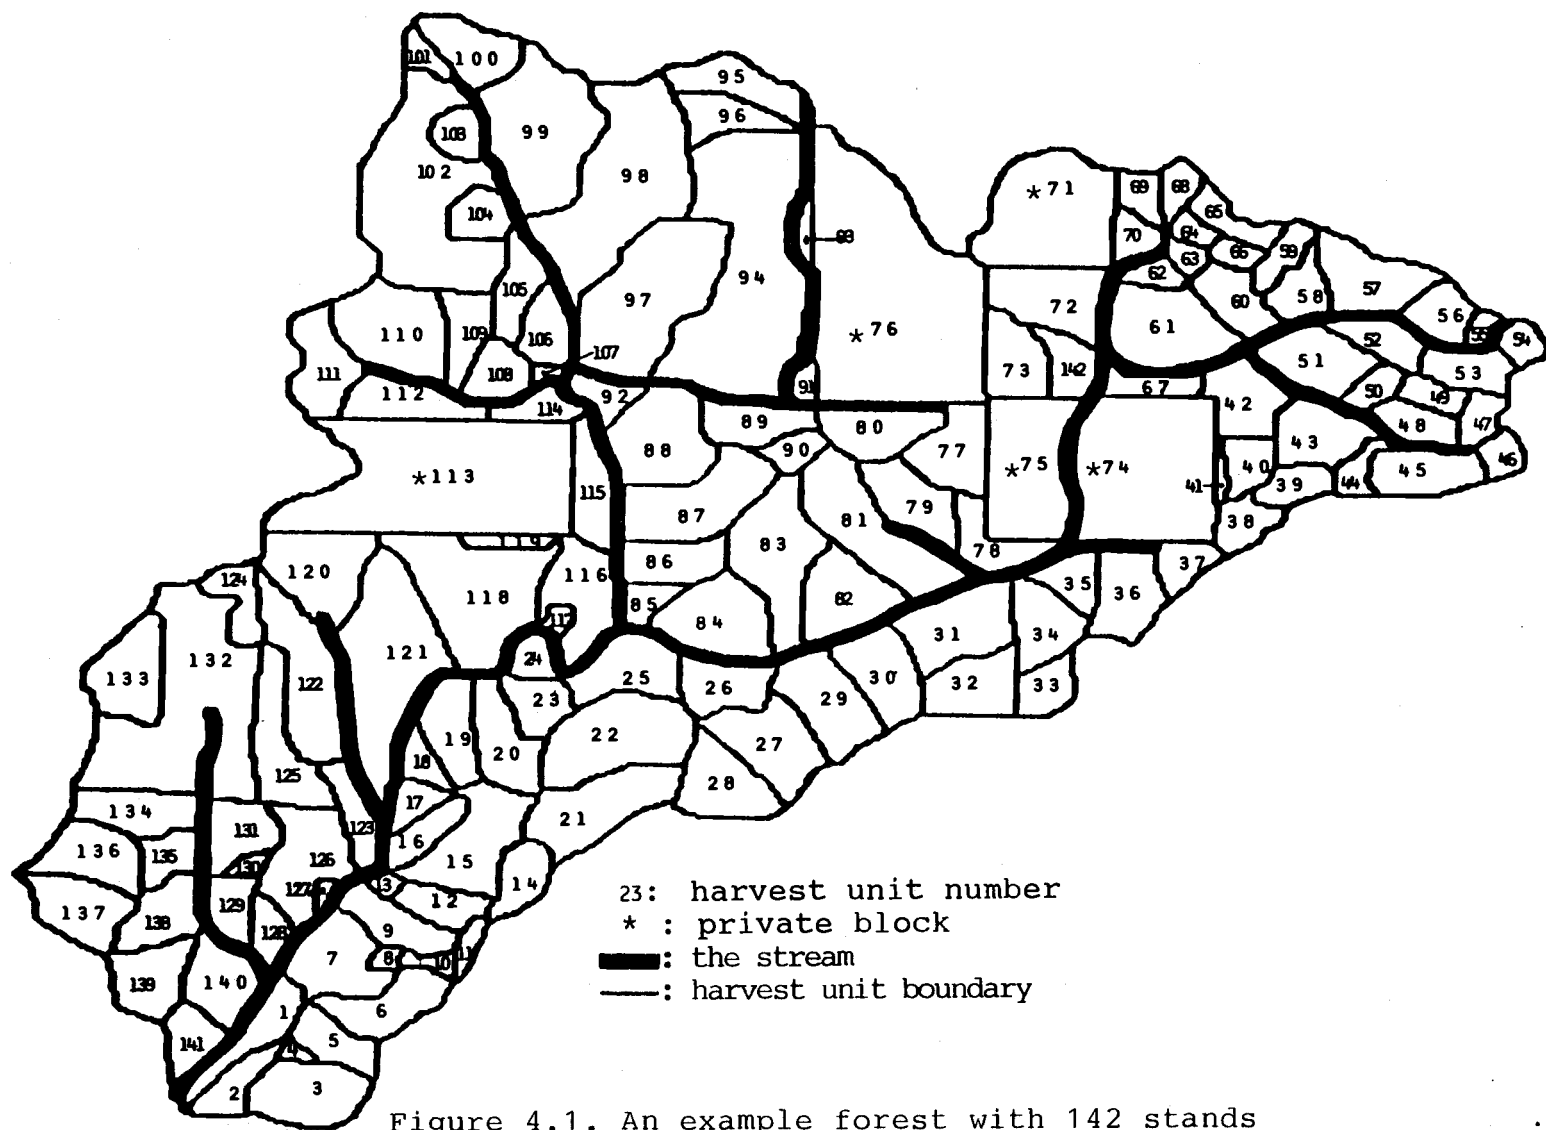 101 100
95
96
103 99
102
98
*71 69 68
65
104
70 64
93 66 59
63
62
94
105 97 72 60 58 57
110 109 106 *76 61 56
55 54
107 52
111 108 73 142 51 53
112 92 91 67 50 49
114 42 48 47
89 80
88 90 77 43
*113 *75 *74 40 45 46
115 41 39 44
79
87 81 38
83 78
119
86 37
124 120 116 35
118 85 82 36
117 84
31 34
132 121
133 122 24 25
26 30 32 33
23
29
19 22
18 20 27
125 28
17
134 21
131 123 16
136 135 126 15
130 14
127 13
137 129 12
138 128 9
7 8 10 11
139 140
1 6
141 4 5
2 3
23: harvest unit number
* : private block
: the stream
: harvest unit boundary
Figure 4.1. An example forest with 142 stands